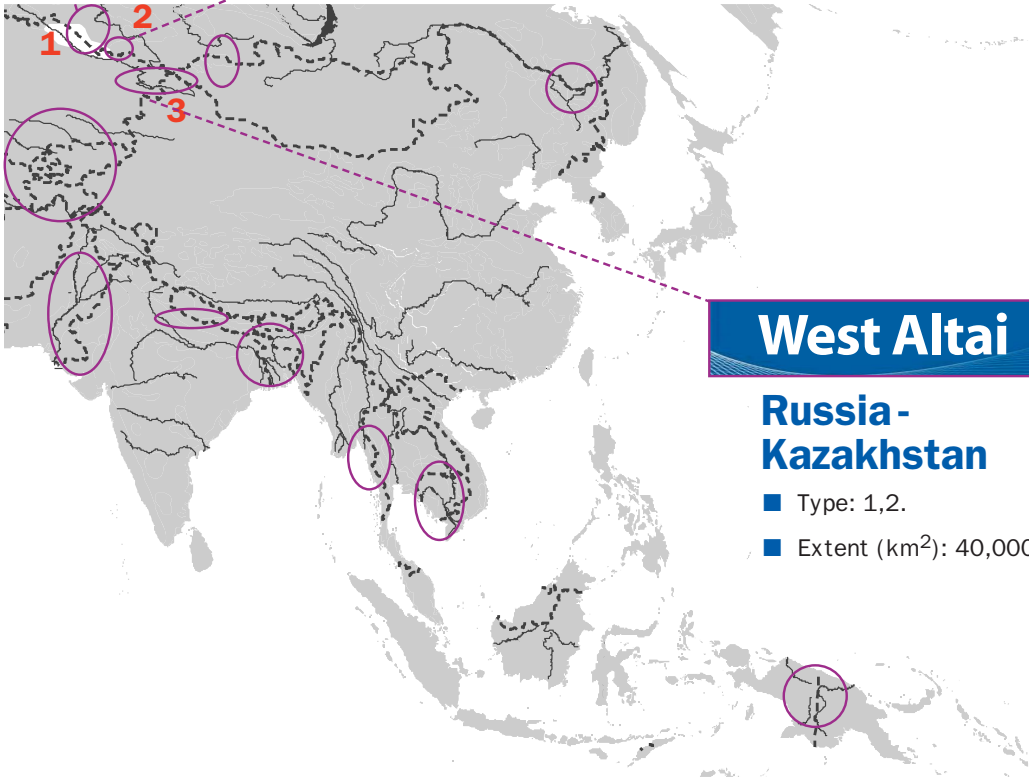 2
1
3
West Altai
Russia -
Kazakhstan
■ Type: 1,2.
■ Extent (km²): 40,000